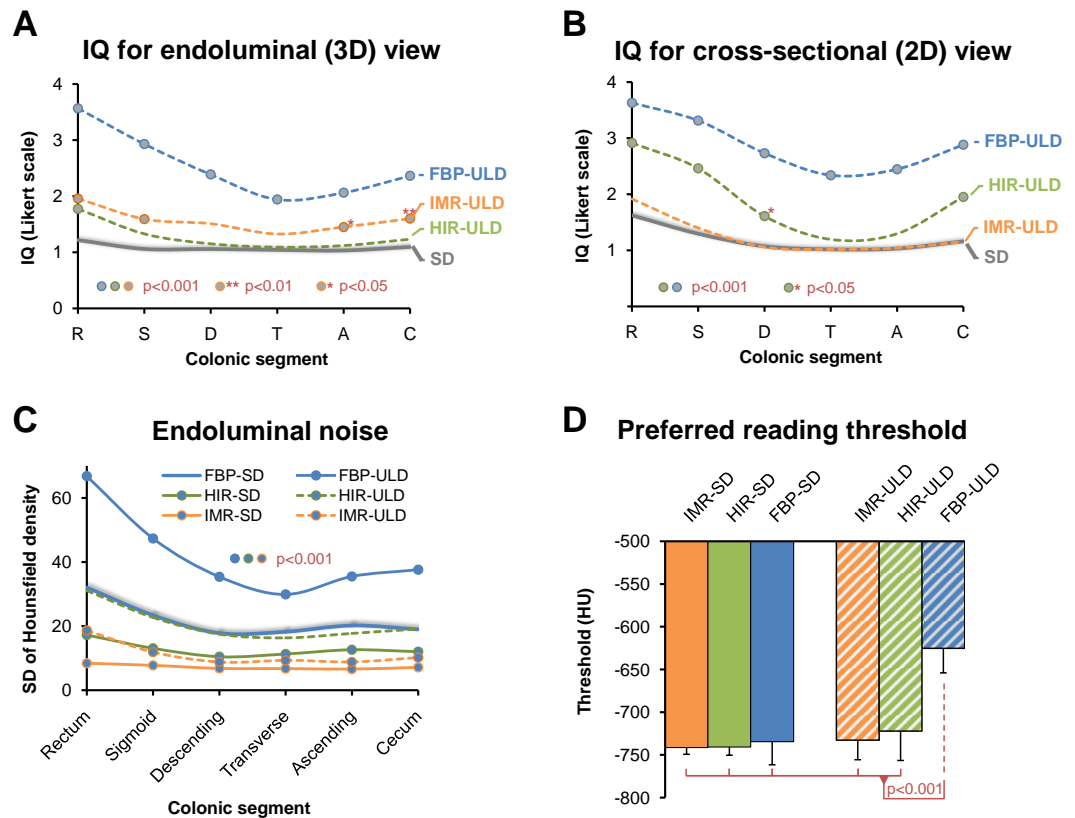 A
IQ for endoluminal (3D) view
IQ (Likert scale)
4
3
2
1
0
FBP-ULD
IMR-ULD
HIR-ULD
SD
*
**
p<0.001
** p<0.01
* p<0.05
R S D T A C
Colonic segment
B
IQ for cross-sectional (2D) view
IQ (Likert scale)
4
3
2
1
FBP-ULD
HIR-ULD
IMR-ULD
SD
*
p<0.001
* p<0.05
R S D T A C
Colonic segment
C
Endoluminal noise
SD of Hounsfield density
60
40
20
0
FBP-SD FBP-ULD
HIR-SD HIR-ULD
IMR-SD IMR-ULD
p<0.001
Rectum Sigmoid Descending Transverse Ascending Cecum
Colonic segment
D
Preferred reading threshold
IMR-SD HIR-SD FBP-SD IMR-ULD HIR-ULD FBP-ULD
Threshold (HU)
-500
-550
-600
-650
-700
-750
-800
p<0.001